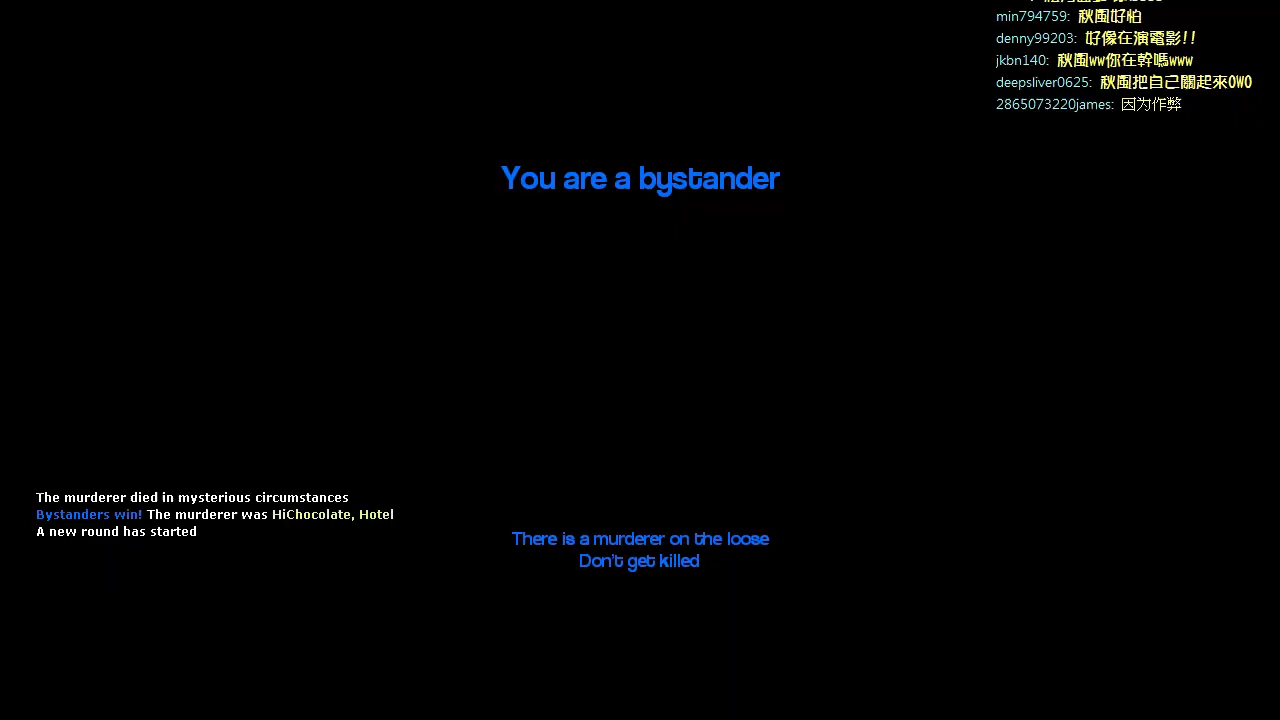 min794759: 秋風好怕
denny99203: 好像在演電影!!
jkbn140: 秋風ww你在幹嗎www
deepsliver0625: 秋風把自己關起來OWO
2865073220james: 因为作弊
You are a bystander
The murderer died in mysterious circumstances
Bystanders win! The murderer was HiChocolate, Hotel
A new round has started
There is a murderer on the loose
Don't get killed